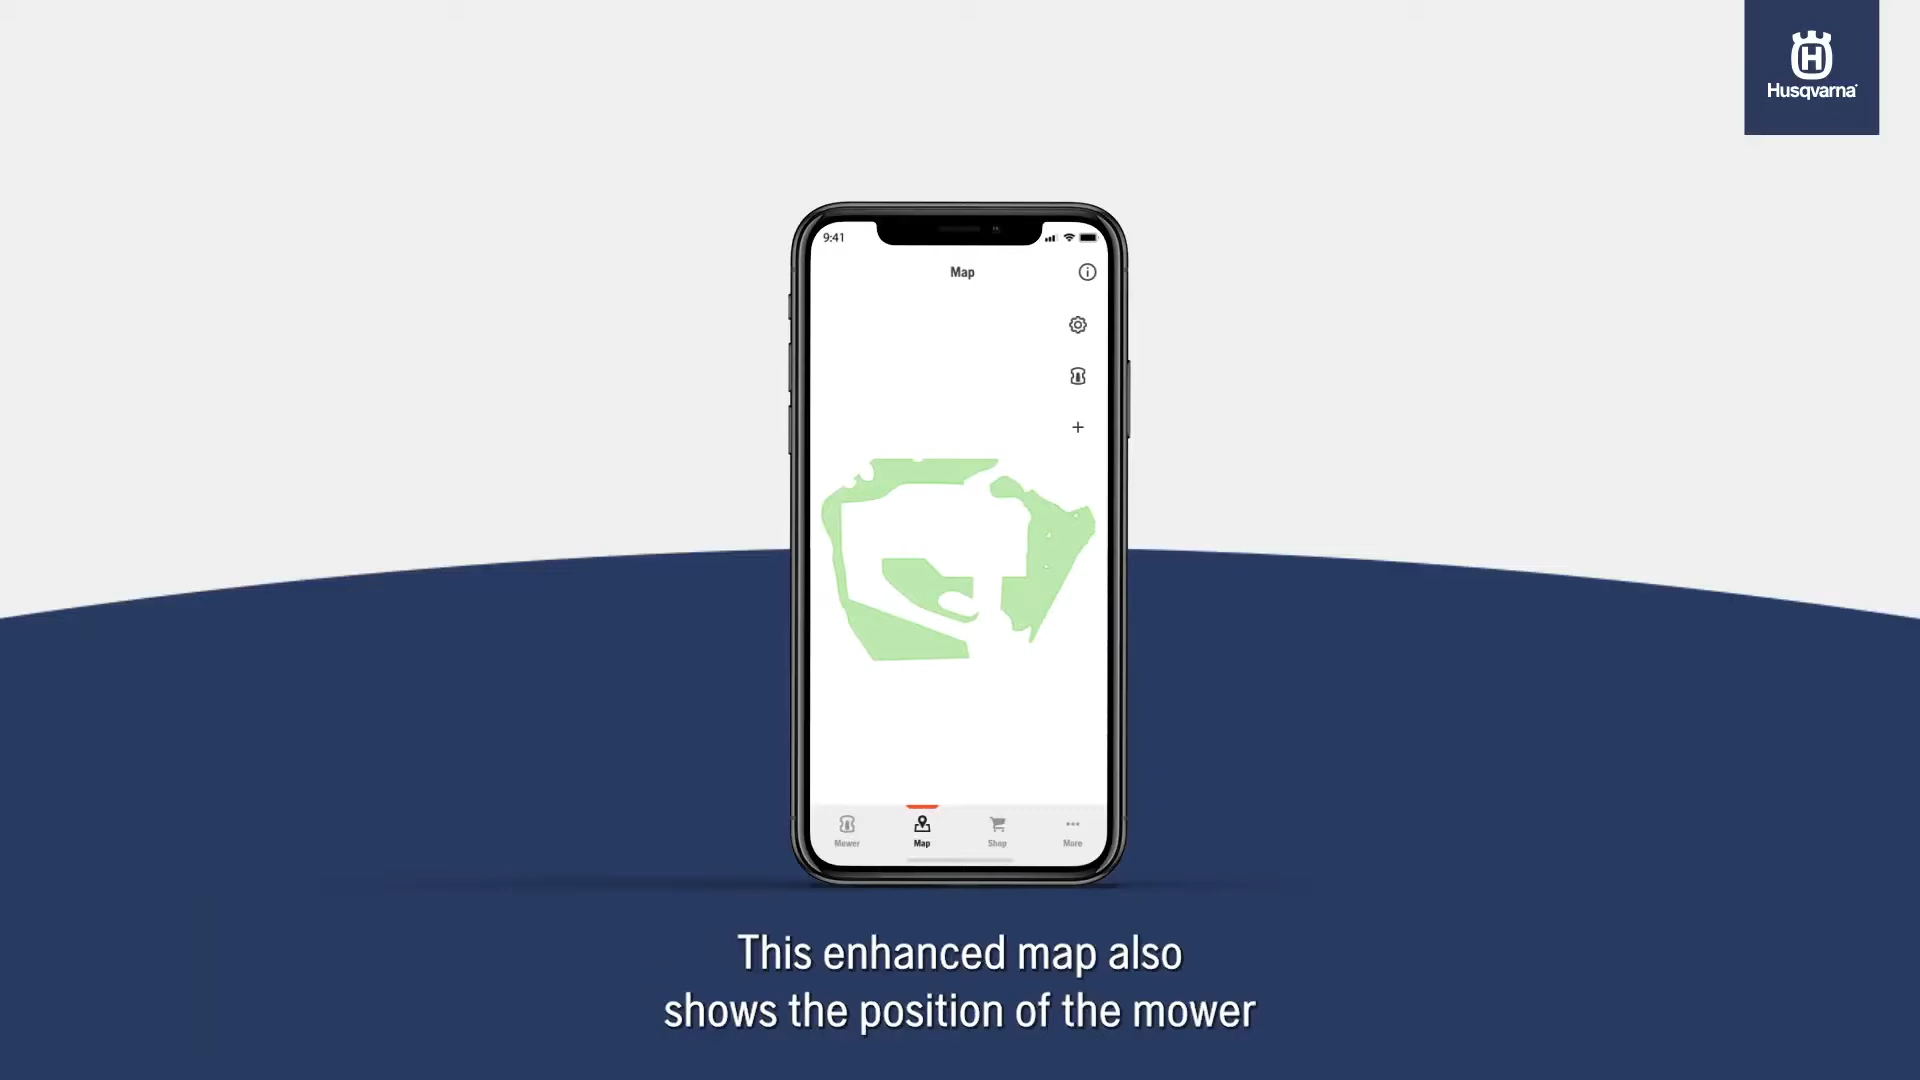 Husqvarna
9:41
Map
Mower
Map
Shop
More
This enhanced map also
shows the position of the mower